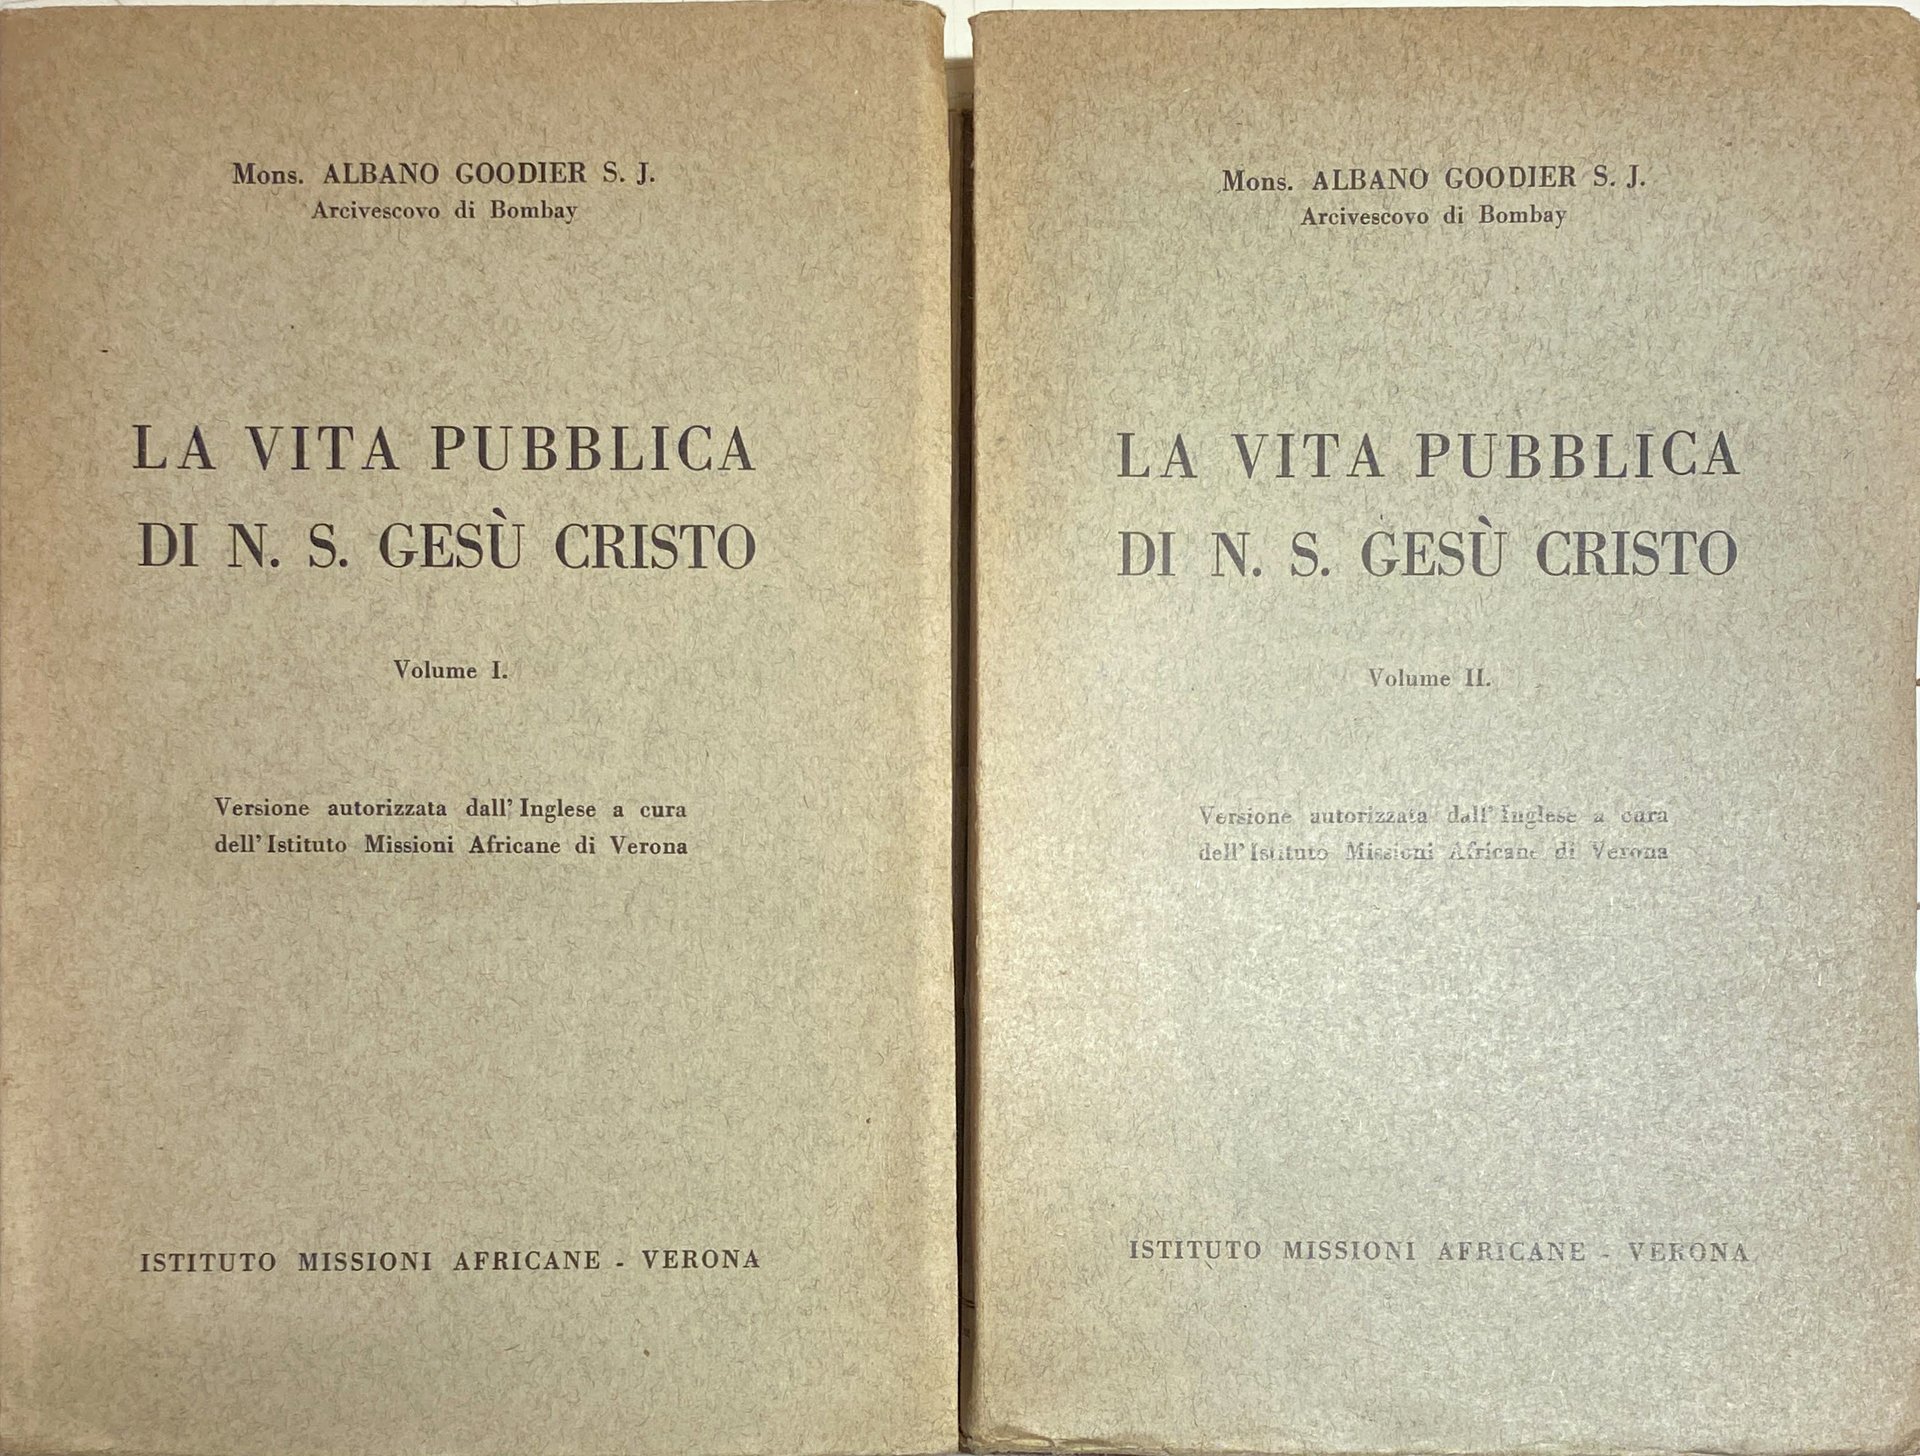 Mons. ALBANO GOODIER S. J.
Arcivescovo di Bombay
LA VITA PUBBLICA
DI N. S. GESÙ CRISTO
Volume I.
Versione autorizzata dall' Inglese a cura
dell' Istituto Missioni Africane di Verona
ISTITUTO MISSIONI AFRICANE - VERONA
Mons. ALBANO GOODIER S. J.
Arcivescovo di Bombay
LA VITA PUBBLICA
DI N. S. GESÙ CRISTO
Volume II.
Versione autorizzata dall' Inglese a cura
dell' Istituto Missioni Africane di Verona
ISTITUTO MISSIONI AFRICANE - VERONA